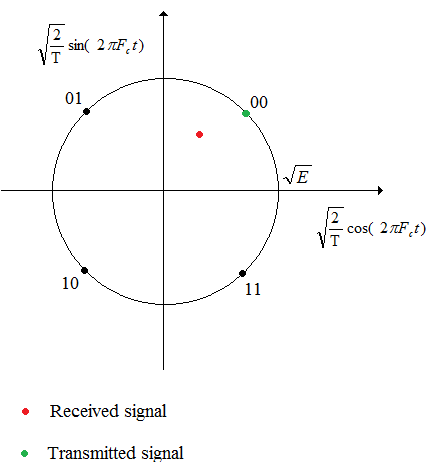 √(2/T) sin( 2πF_c t)
01
00
√E
√(2/T) cos( 2πF_c t)
10
11
Received signal
Transmitted signal